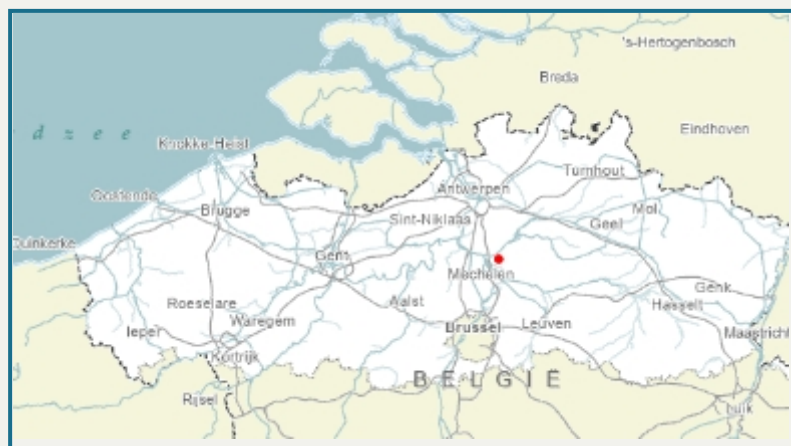 's-Hertogenbosch
Breda
d z e e
Eindhoven
Knokke-Heist
Turnhout
Antwerpen
Oostende
Mol
Brugge
Sint-Niklaas
Geel
Duinkerke
Gent
Mechelen
Genk
Roeselare
Aalst
Hasselt
Waregem
Ieper
Brussel
Leuven
Maastricht
Kortrijk
BELGIË
Rijsel
Luik